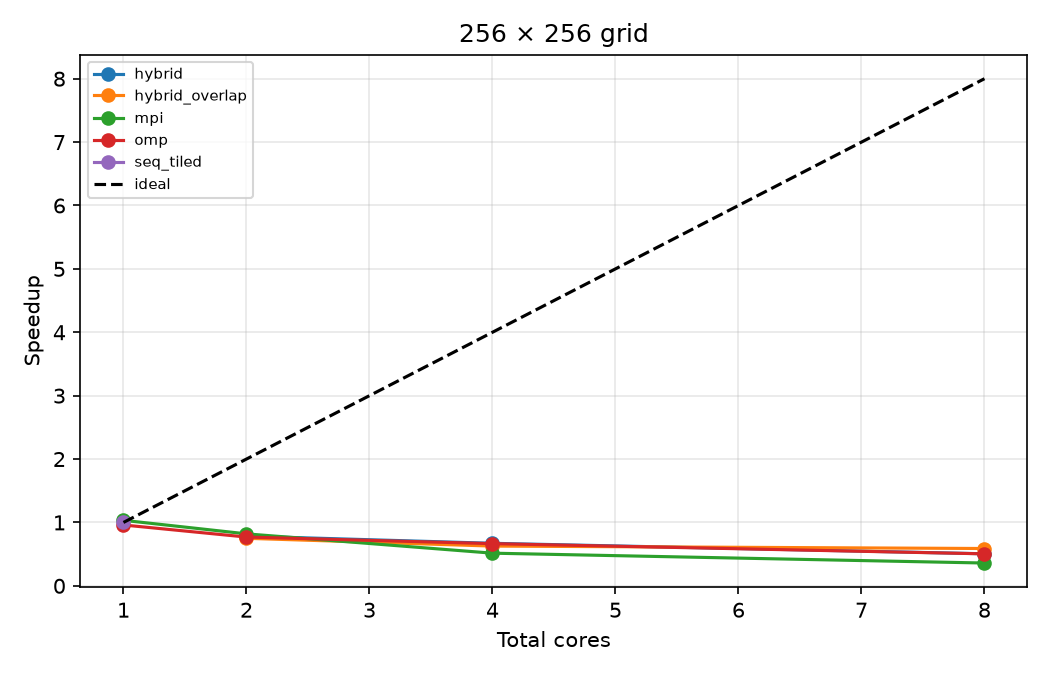 256 × 256 grid
hybrid
hybrid_overlap
mpi
omp
seq_tiled
ideal
8
7
6
5
4
3
2
1
0
Speedup
1 2 3 4 5 6 7 8
Total cores